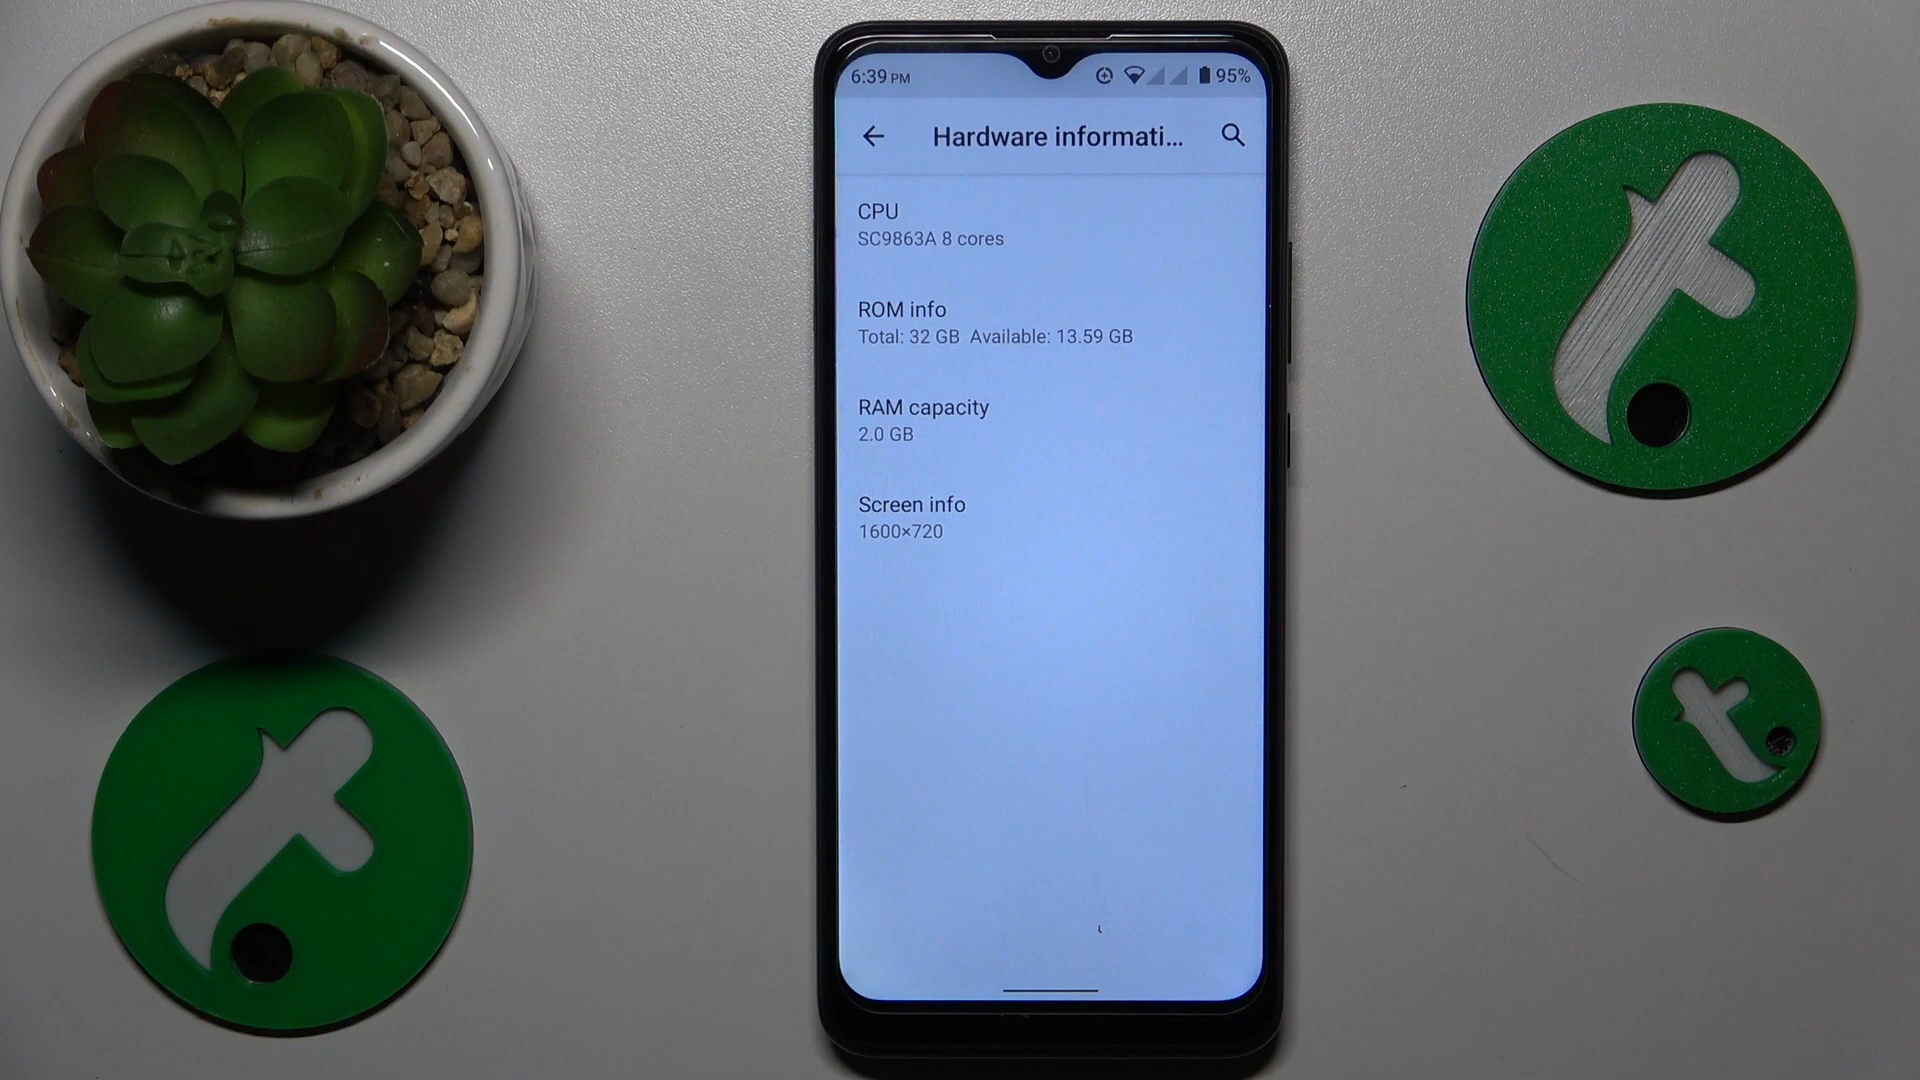 6:39 PM 95%
Hardware informati...
CPU
SC9863A 8 cores
ROM info
Total: 32 GB Available: 13.59 GB
RAM capacity
2.0 GB
Screen info
1600×720